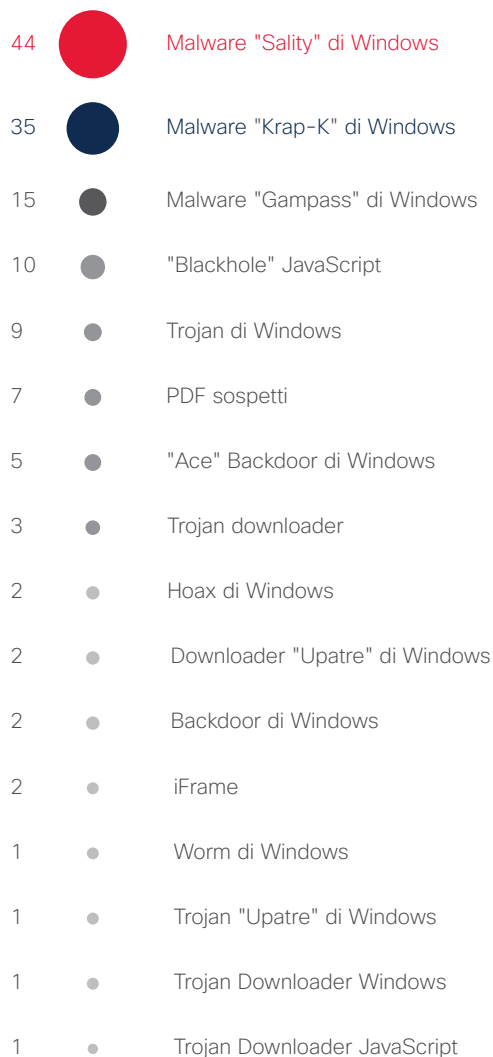 44 Malware "Sality" di Windows
35 Malware "Krap-K" di Windows
15 Malware "Gampass" di Windows
10 "Blackhole" JavaScript
9 Trojan di Windows
7 PDF sospetti
5 "Ace" Backdoor di Windows
3 Trojan downloader
2 Hoax di Windows
2 Downloader "Upatre" di Windows
2 Backdoor di Windows
2 iFrame
1 Worm di Windows
1 Trojan "Upatre" di Windows
1 Trojan Downloader Windows
1 Trojan Downloader JavaScript